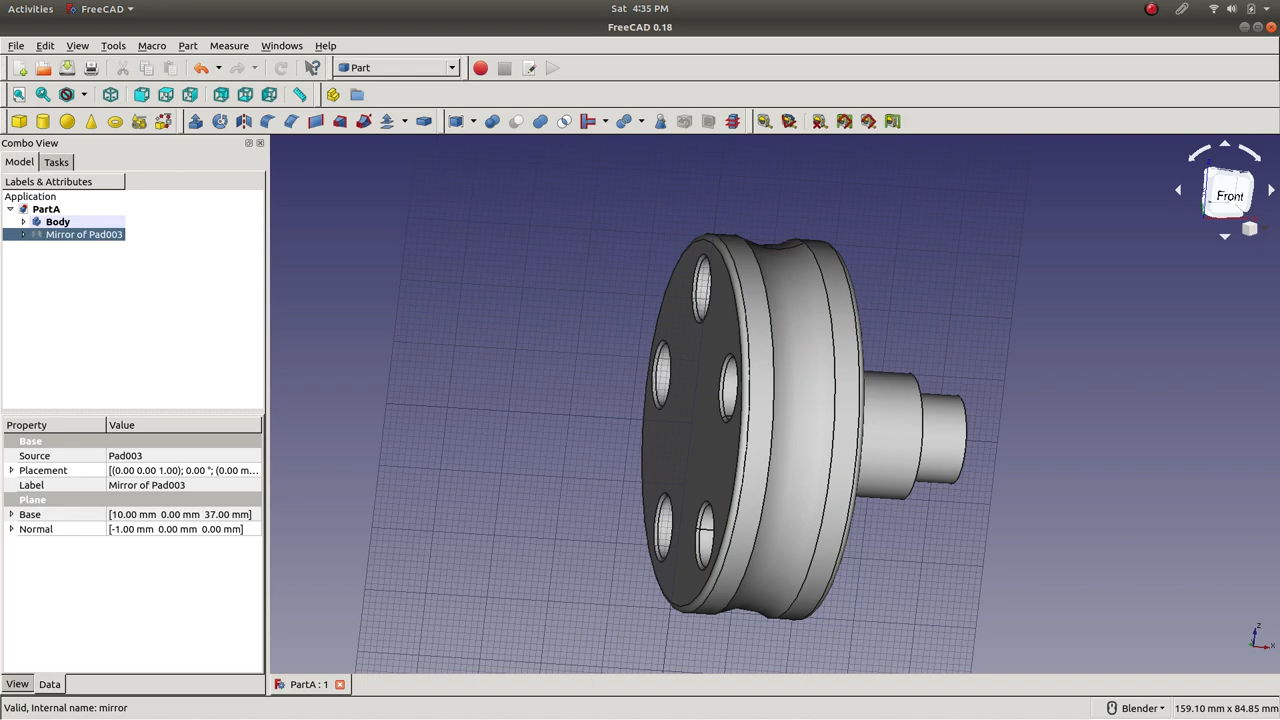 Activities FreeCAD Sat 4:35 PM
FreeCAD 0.18
File Edit View Tools Macro Part Measure Windows Help
Part
Combo View
Model Tasks
Labels & Attributes
Application
PartA
Body
Mirror of Pad003
Front
Property Value
Base
Source Pad003
Placement [(0.00 0.00 1.00); 0.00 °; (0.00 m...
Label Mirror of Pad003
Plane
Base [10.00 mm 0.00 mm 37.00 mm]
Normal [-1.00 mm 0.00 mm 0.00 mm]
z
x
View Data PartA : 1
Valid, Internal name: mirror Blender 159.10 mm x 84.85 mm